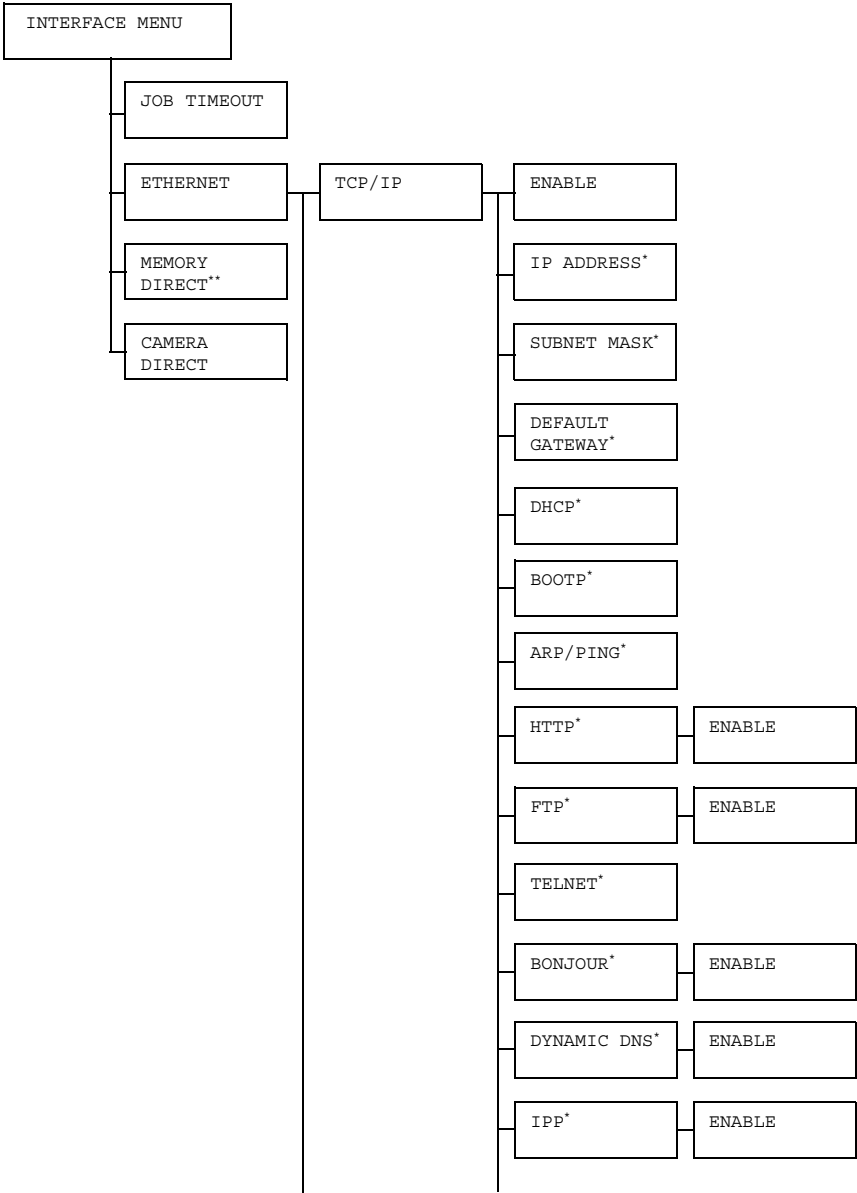 INTERFACE MENU
JOB TIMEOUT
ETHERNET
TCP/IP
ENABLE
MEMORY
DIRECT**
IP ADDRESS*
CAMERA
DIRECT
SUBNET MASK*
DEFAULT
GATEWAY*
DHCP*
BOOTP*
ARP/PING*
HTTP*
ENABLE
FTP*
ENABLE
TELNET*
BONJOUR*
ENABLE
DYNAMIC DNS*
ENABLE
IPP*
ENABLE